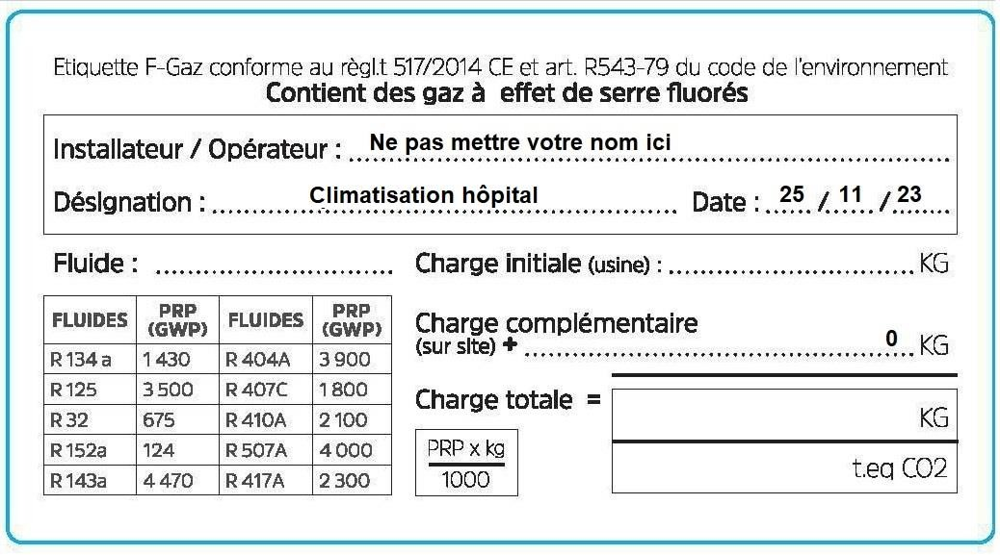 Etiquette F-Gaz conforme au règl.t 517/2014 CE et art. R543-79 du code de l'environnement
Contient des gaz à effet de serre fluorés
Installateur / Opérateur : Ne pas mettre votre nom ici
Désignation : Climatisation hôpital Date : 25 / 11 / 23
Fluide : Charge initiale (usine) : KG
FLUIDES PRP (GWP) FLUIDES PRP (GWP)
R 134 a 1 430 R 404A 3 900
R 125 3 500 R 407C 1 800
R 32 675 R 410A 2 100
R 152a 124 R 507A 4 000
R 143a 4 470 R 417A 2 300
Charge complémentaire
(sur site) + 0 KG
Charge totale = KG
PRP x kg
1000
t.eq CO2